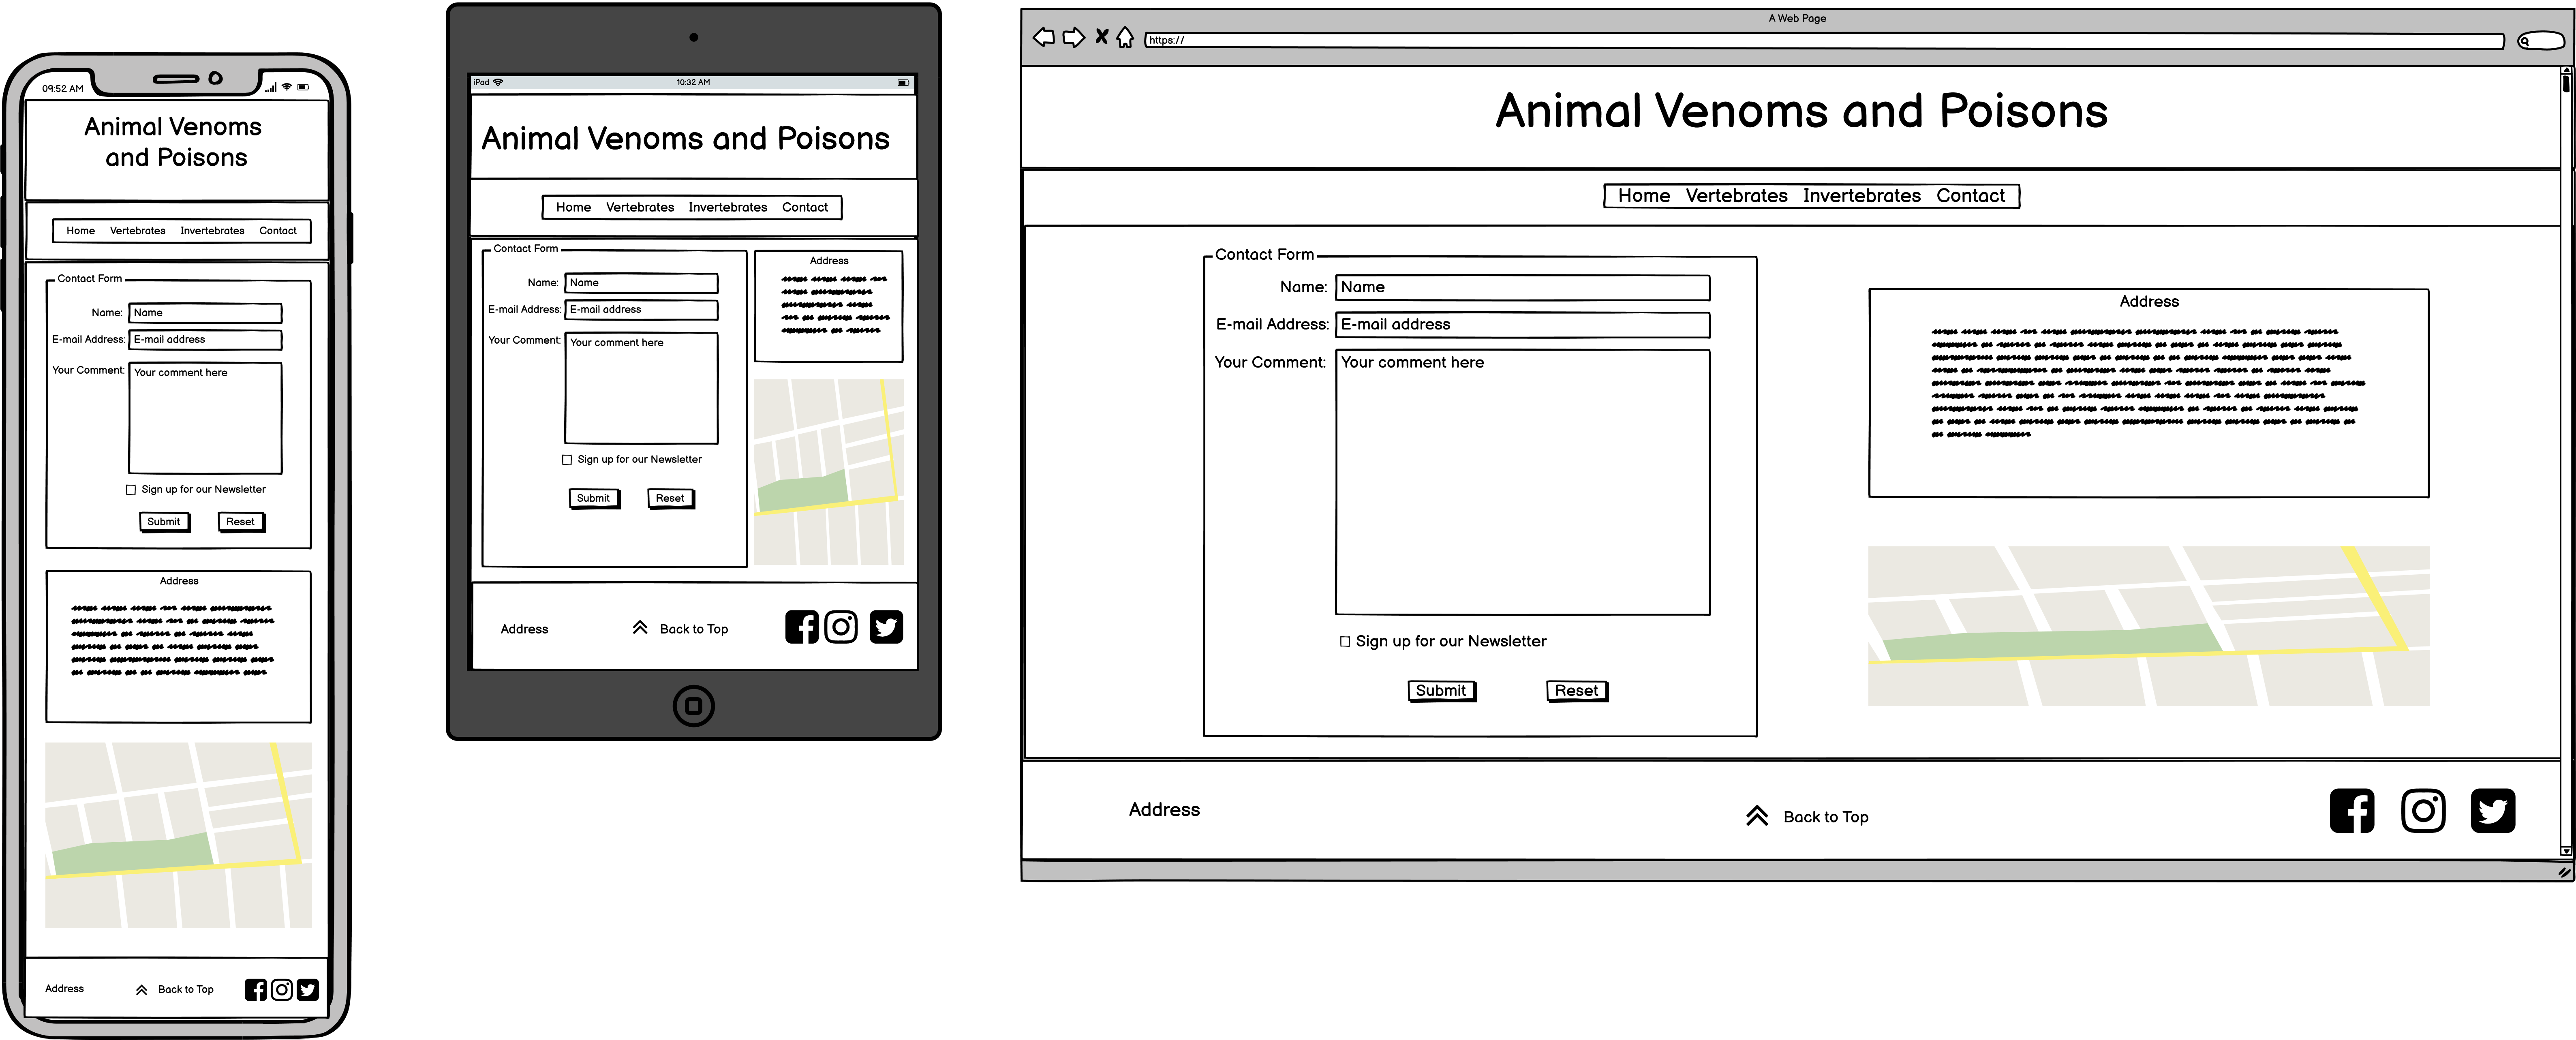 09:52 AM
Animal Venoms
and Poisons
Home Vertebrates Invertebrates Contact
Contact Form
Name: Name
E-mail Address: E-mail address
Your Comment: Your comment here
Sign up for our Newsletter
Submit Reset
Address
Address Back to Top
iPad 10:32 AM
Animal Venoms and Poisons
Home Vertebrates Invertebrates Contact
Contact Form
Name: Name
E-mail Address: E-mail address
Your Comment: Your comment here
Sign up for our Newsletter
Submit Reset
Address
Address Back to Top
A Web Page
https://
Animal Venoms and Poisons
Home Vertebrates Invertebrates Contact
Contact Form
Name: Name
E-mail Address: E-mail address
Your Comment: Your comment here
Sign up for our Newsletter
Submit Reset
Address
Address Back to Top